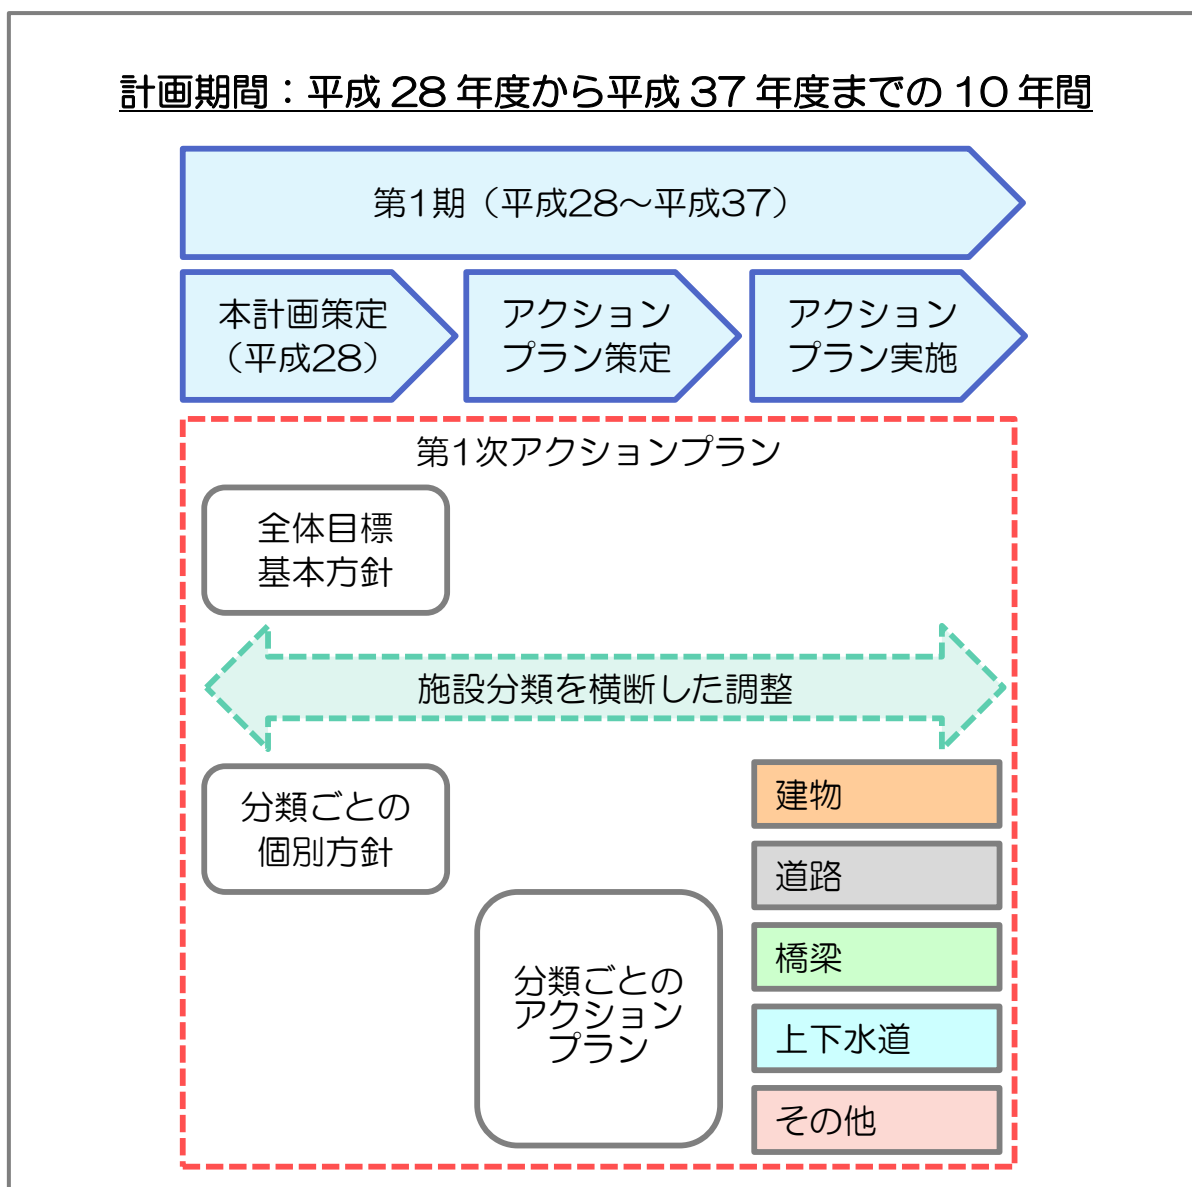 計画期間：平成 28 年度から平成 37 年度までの 10 年間
第1期（平成28～平成37）
本計画策定
（平成28）
アクション
プラン策定
アクション
プラン実施
第1次アクションプラン
全体目標
基本方針
施設分類を横断した調整
分類ごとの
個別方針
分類ごとの
アクション
プラン
建物
道路
橋梁
上下水道
その他